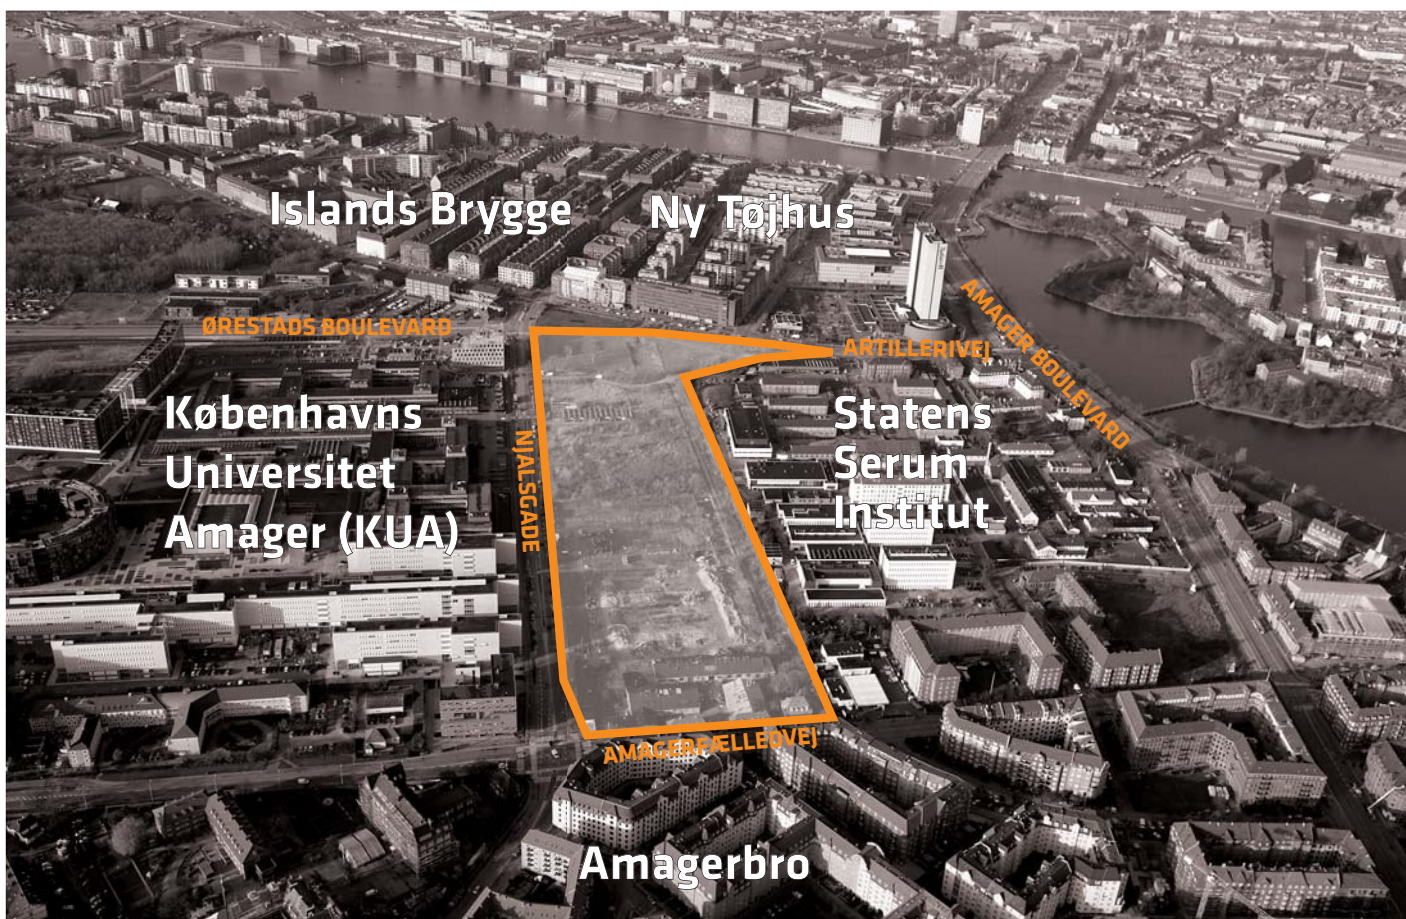 Islands Brygge
Ny Tøjhus
ØRESTADS BOULEVARD
AMAGER BOULEVARD
ARTILLERIVEJ
Københavns
Universitet
Amager (KUA)
NJALSGADE
Statens
Serum
Institut
AMAGERFÆLLEDVEJ
Amagerbro